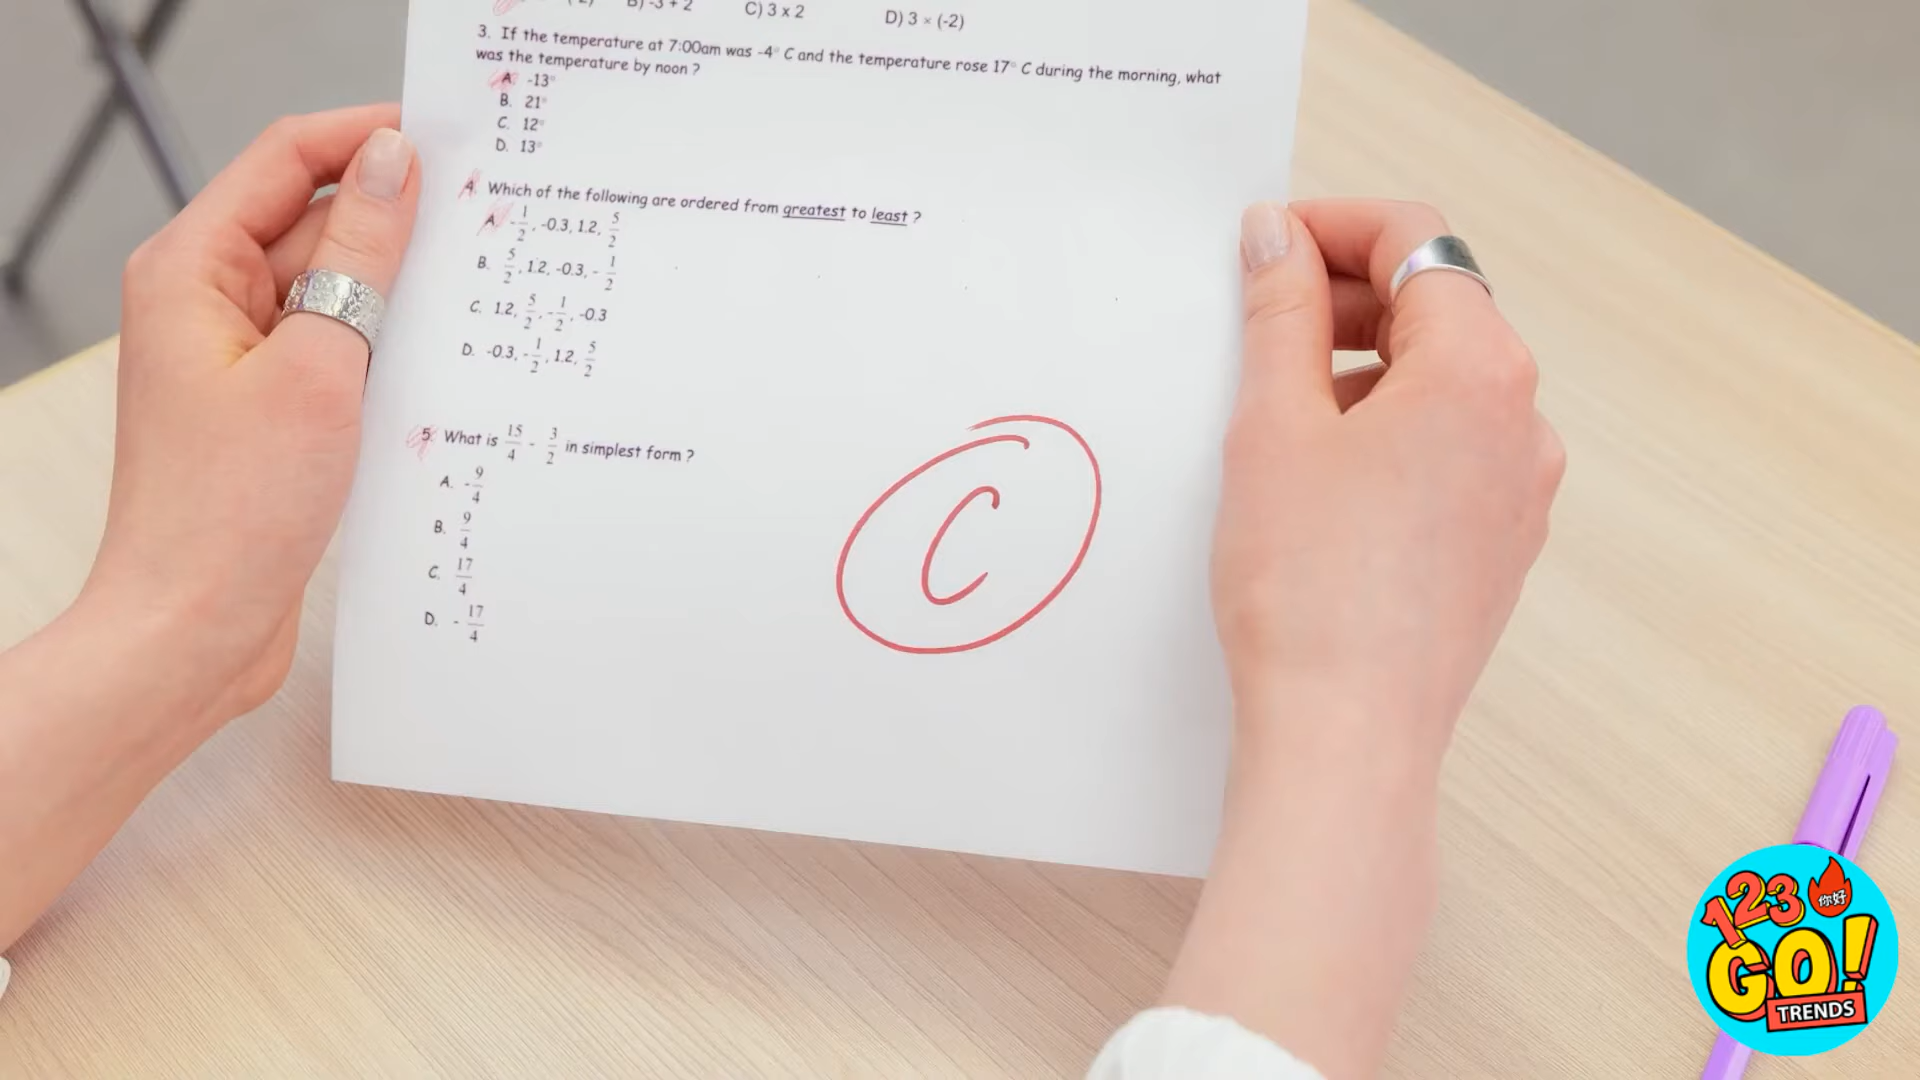 B) -3 + 2 C) 3 x 2 D) 3 × (-2)
3. If the temperature at 7:00am was -4° C and the temperature rose 17° C during the morning, what
was the temperature by noon ?
A. -13°
B. 21°
C. 12°
D. 13°
4. Which of the following are ordered from greatest to least ?
A. -1/2, -0.3, 1.2, 5/2
B. 5/2, 1.2, -0.3, -1/2
C. 1.2, 5/2, -1/2, -0.3
D. -0.3, -1/2, 1.2, 5/2
5. What is 15/4 - 3/2 in simplest form ?
A. -9/4
B. 9/4
C. 17/4
D. -17/4
C
123
你好
GO!
TRENDS